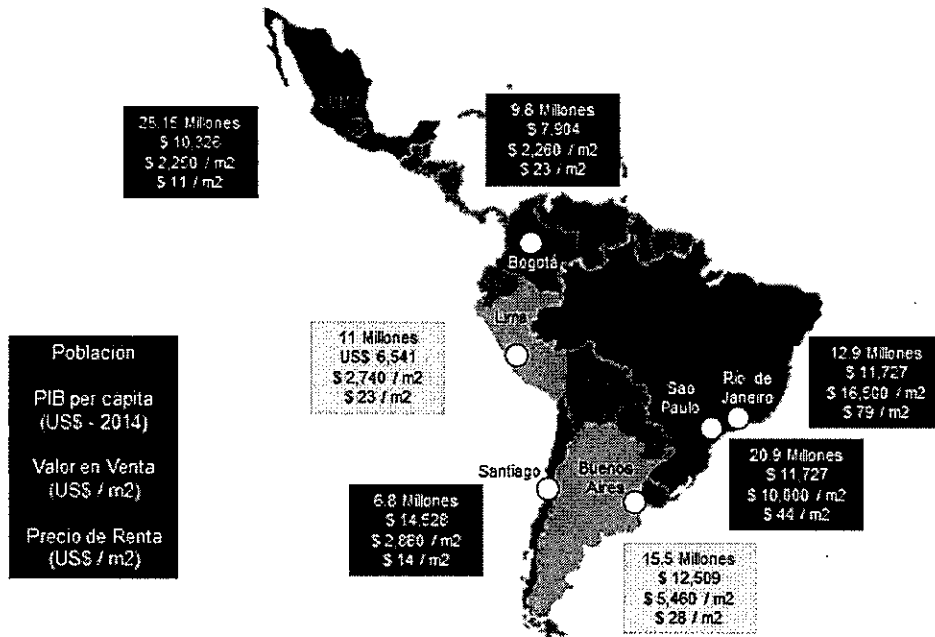 25.15 Millones
$ 10,326
$ 2,250 / m2
$ 11 / m2
9.8 Millones
$ 7,904
$ 2,260 / m2
$ 23 / m2
Bogotá
Lima
11 Millones
US$ 6,541
$ 2,740 / m2
$ 23 / m2
Población
PIB per capita
(US$ - 2014)
Valor en Venta
(US$ / m2)
Precio de Renta
(US$ / m2)
12.9 Millones
$ 11,727
$ 16,500 / m2
$ 79 / m2
Rio de
Janeiro
Sao
Paulo
20.9 Millones
$ 11,727
/ m2
$ 44 / m2
Santiago
Buenos
Aires
6.8 Millones
$ 14,528
/ m2
$ 14 / m2
15.5 Millones
$ 12,509
$ 5,460 / m2
$ 28 / m2